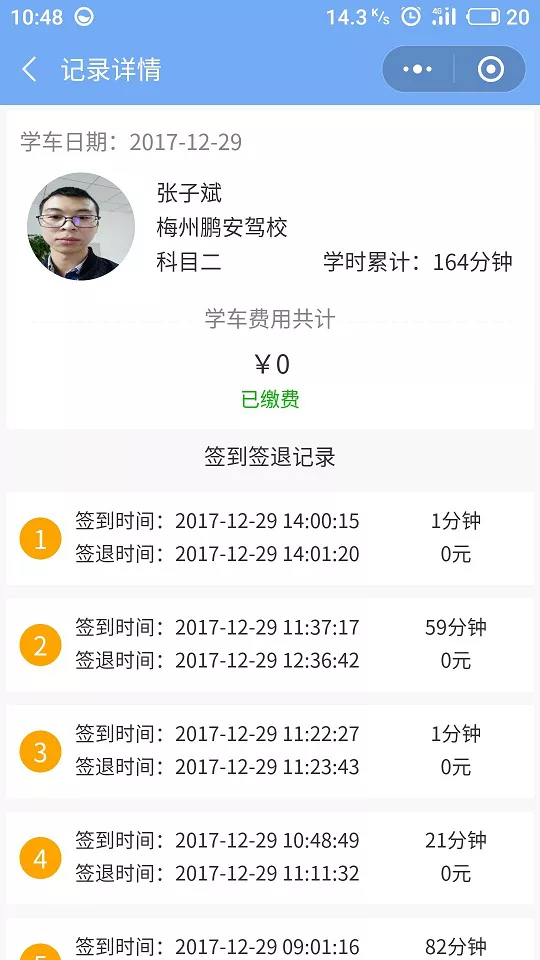 10:48
14.3 K/s 4G 20
记录详情
学车日期：2017-12-29
张子斌
梅州鹏安驾校
科目二 学时累计：164分钟
学车费用共计
￥0
已缴费
签到签退记录
1
签到时间：2017-12-29 14:00:15 1分钟
签退时间：2017-12-29 14:01:20 0元
2
签到时间：2017-12-29 11:37:17 59分钟
签退时间：2017-12-29 12:36:42 0元
3
签到时间：2017-12-29 11:22:27 1分钟
签退时间：2017-12-29 11:23:43 0元
4
签到时间：2017-12-29 10:48:49 21分钟
签退时间：2017-12-29 11:11:32 0元
5
签到时间：2017-12-29 09:01:16 82分钟